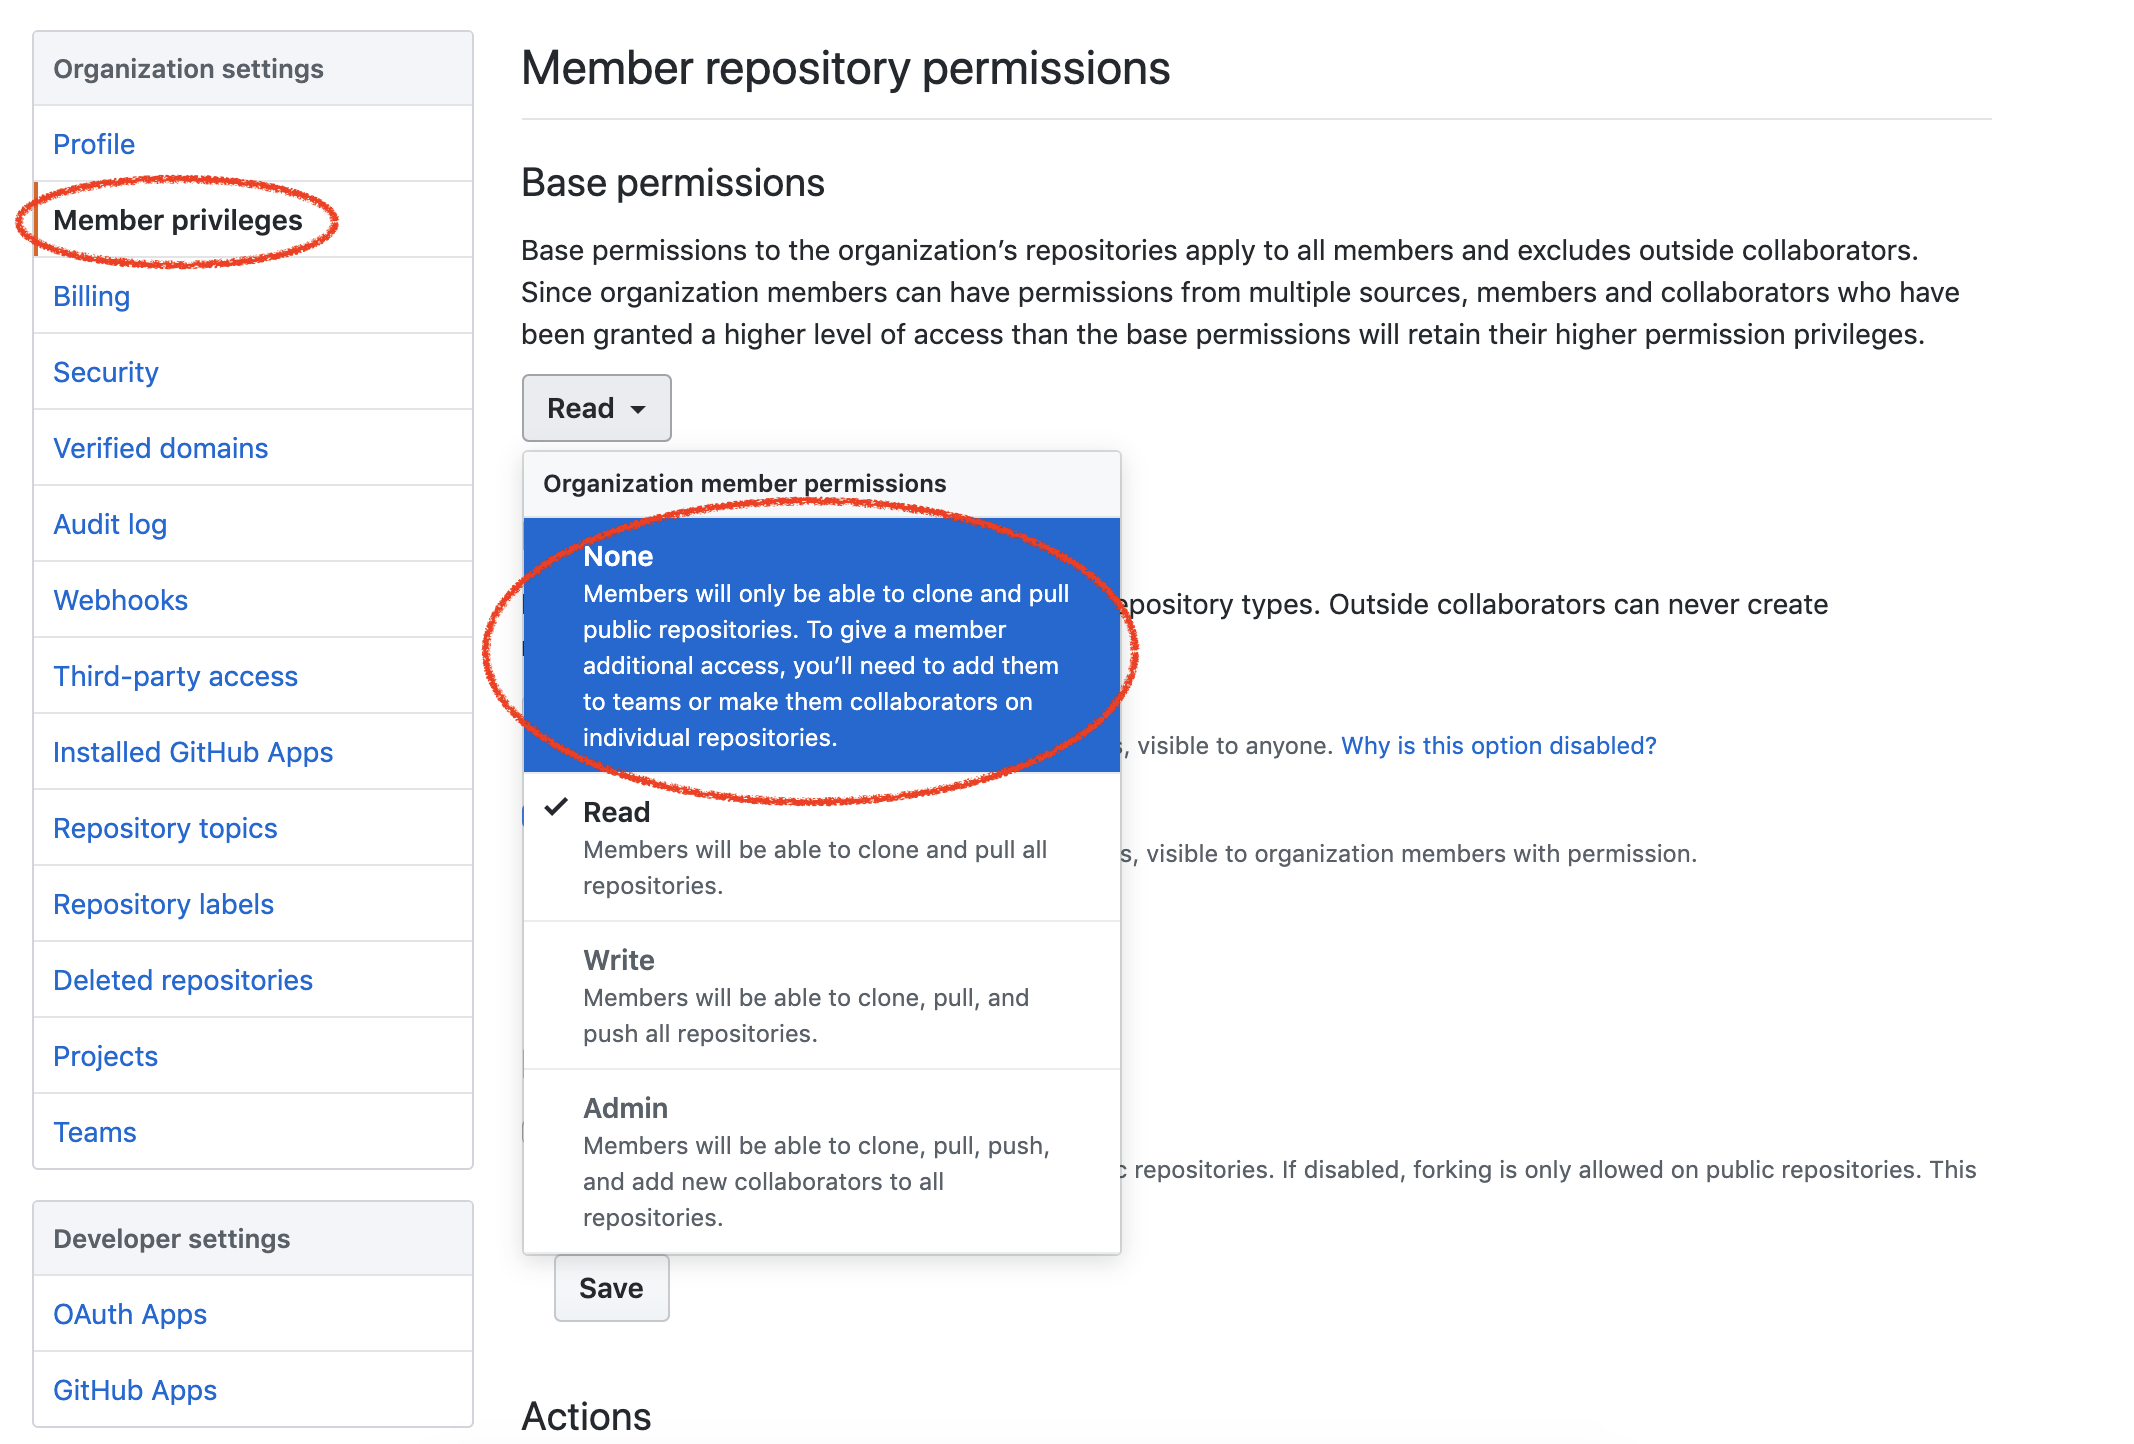 Organization settings
Profile
Member privileges
Billing
Security
Verified domains
Audit log
Webhooks
Third-party access
Installed GitHub Apps
Repository topics
Repository labels
Deleted repositories
Projects
Teams
Developer settings
OAuth Apps
GitHub Apps
Member repository permissions
Base permissions
Base permissions to the organization’s repositories apply to all members and excludes outside collaborators.
Since organization members can have permissions from multiple sources, members and collaborators who have
been granted a higher level of access than the base permissions will retain their higher permission privileges.
Read
Organization member permissions
None
Members will only be able to clone and pull
public repositories. To give a member
additional access, you’ll need to add them
to teams or make them collaborators on
individual repositories.
Read
Members will be able to clone and pull all
repositories.
Write
Members will be able to clone, pull, and
push all repositories.
Admin
Members will be able to clone, pull, push,
and add new collaborators to all
repositories.
epository types. Outside collaborators can never create
, visible to anyone. Why is this option disabled?
s, visible to organization members with permission.
c repositories. If disabled, forking is only allowed on public repositories. This
Save
Actions